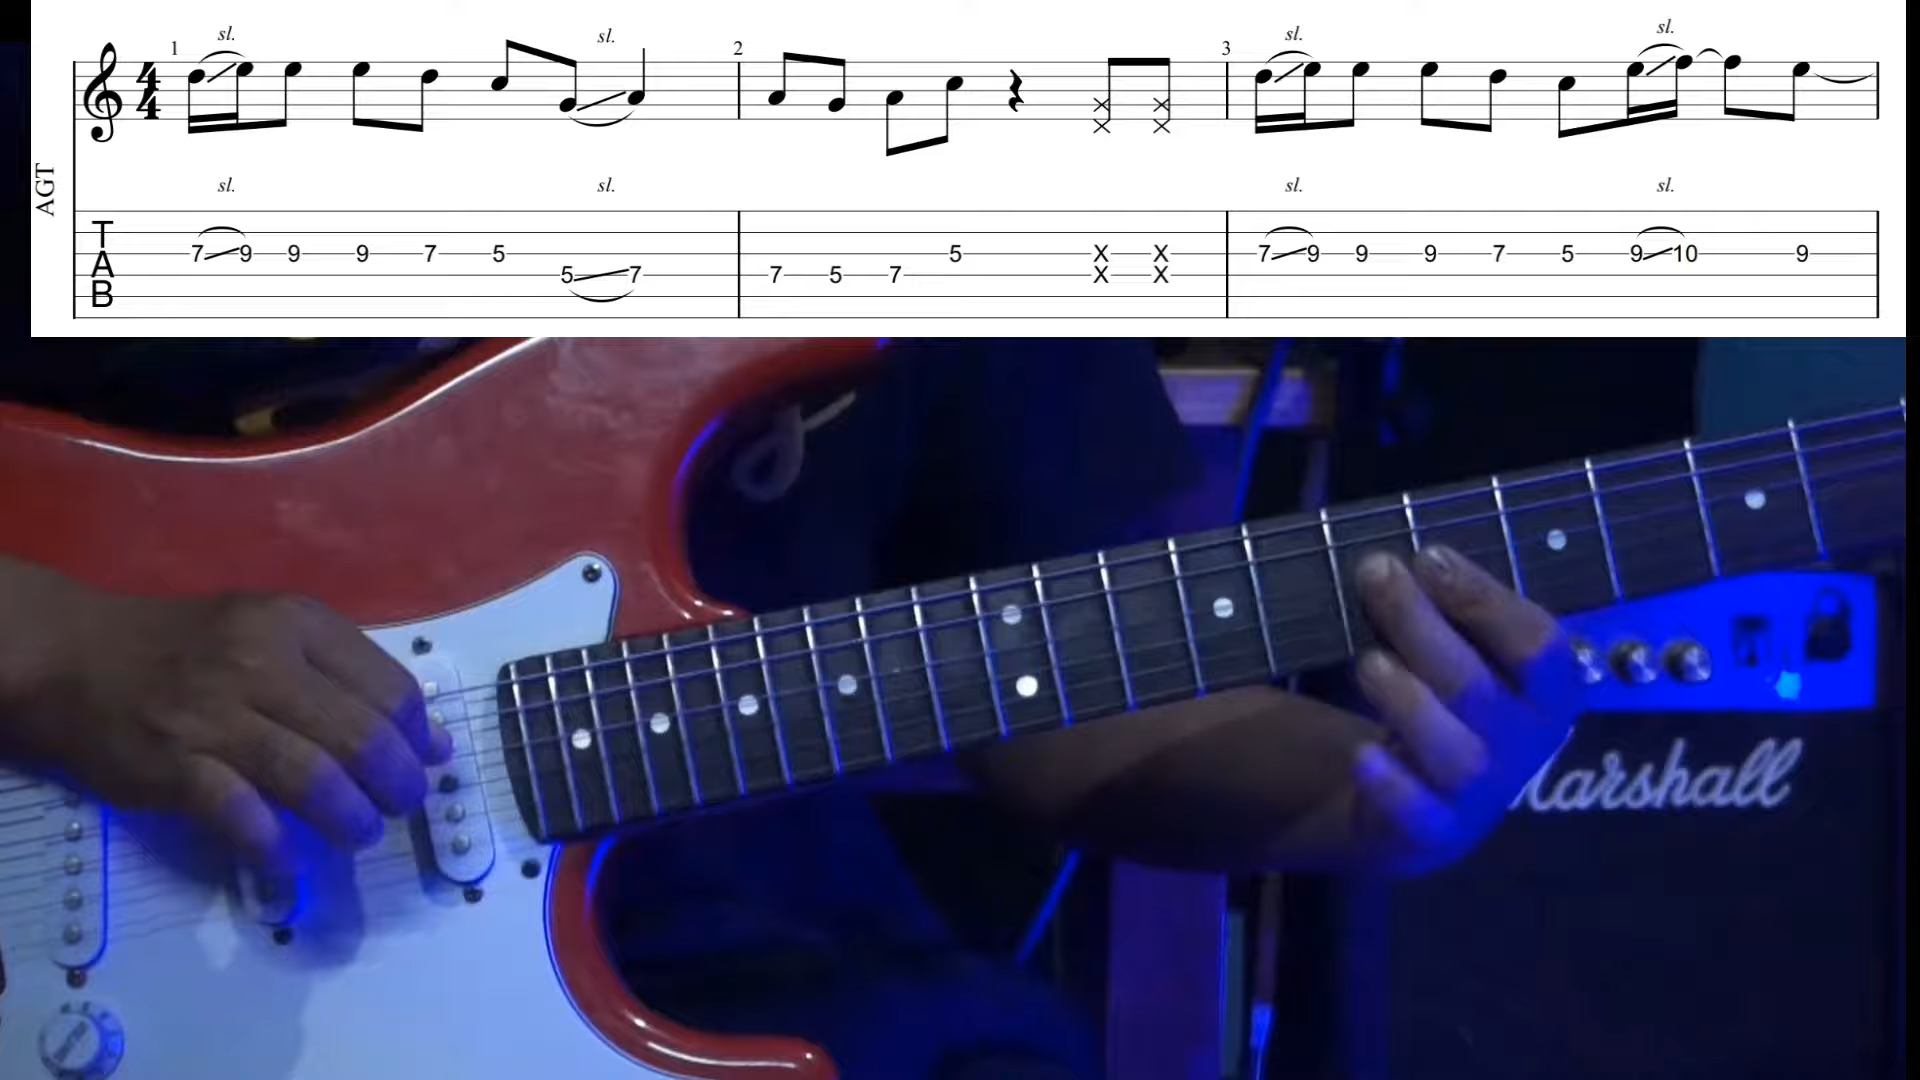 sl. sl. sl. sl.
1 2 3
4
4
AGT
sl. sl. sl. sl.
T
A
B
7 9 9 9 7 5 5 7 7 5 7 5 X X 7 9 9 9 7 5 9 10 9
X X
Marshall